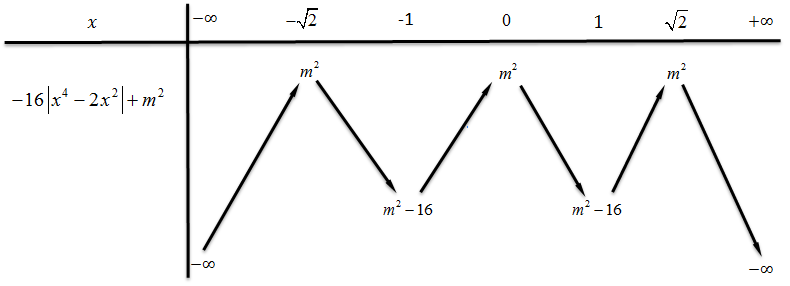 x −∞ −√2 -1 0 1 √2 +∞
m² m² m²
−16|x⁴ − 2x²| + m²
m² − 16 m² − 16
−∞ −∞